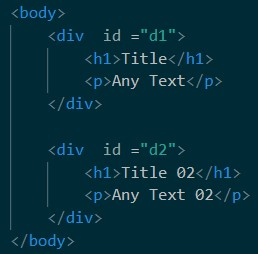 <body>
<div  id ="d1">
<h1>Title</h1>
<p>Any Text</p>
</div>
<div  id ="d2">
<h1>Title 02</h1>
<p>Any Text 02</p>
</div>
</body>